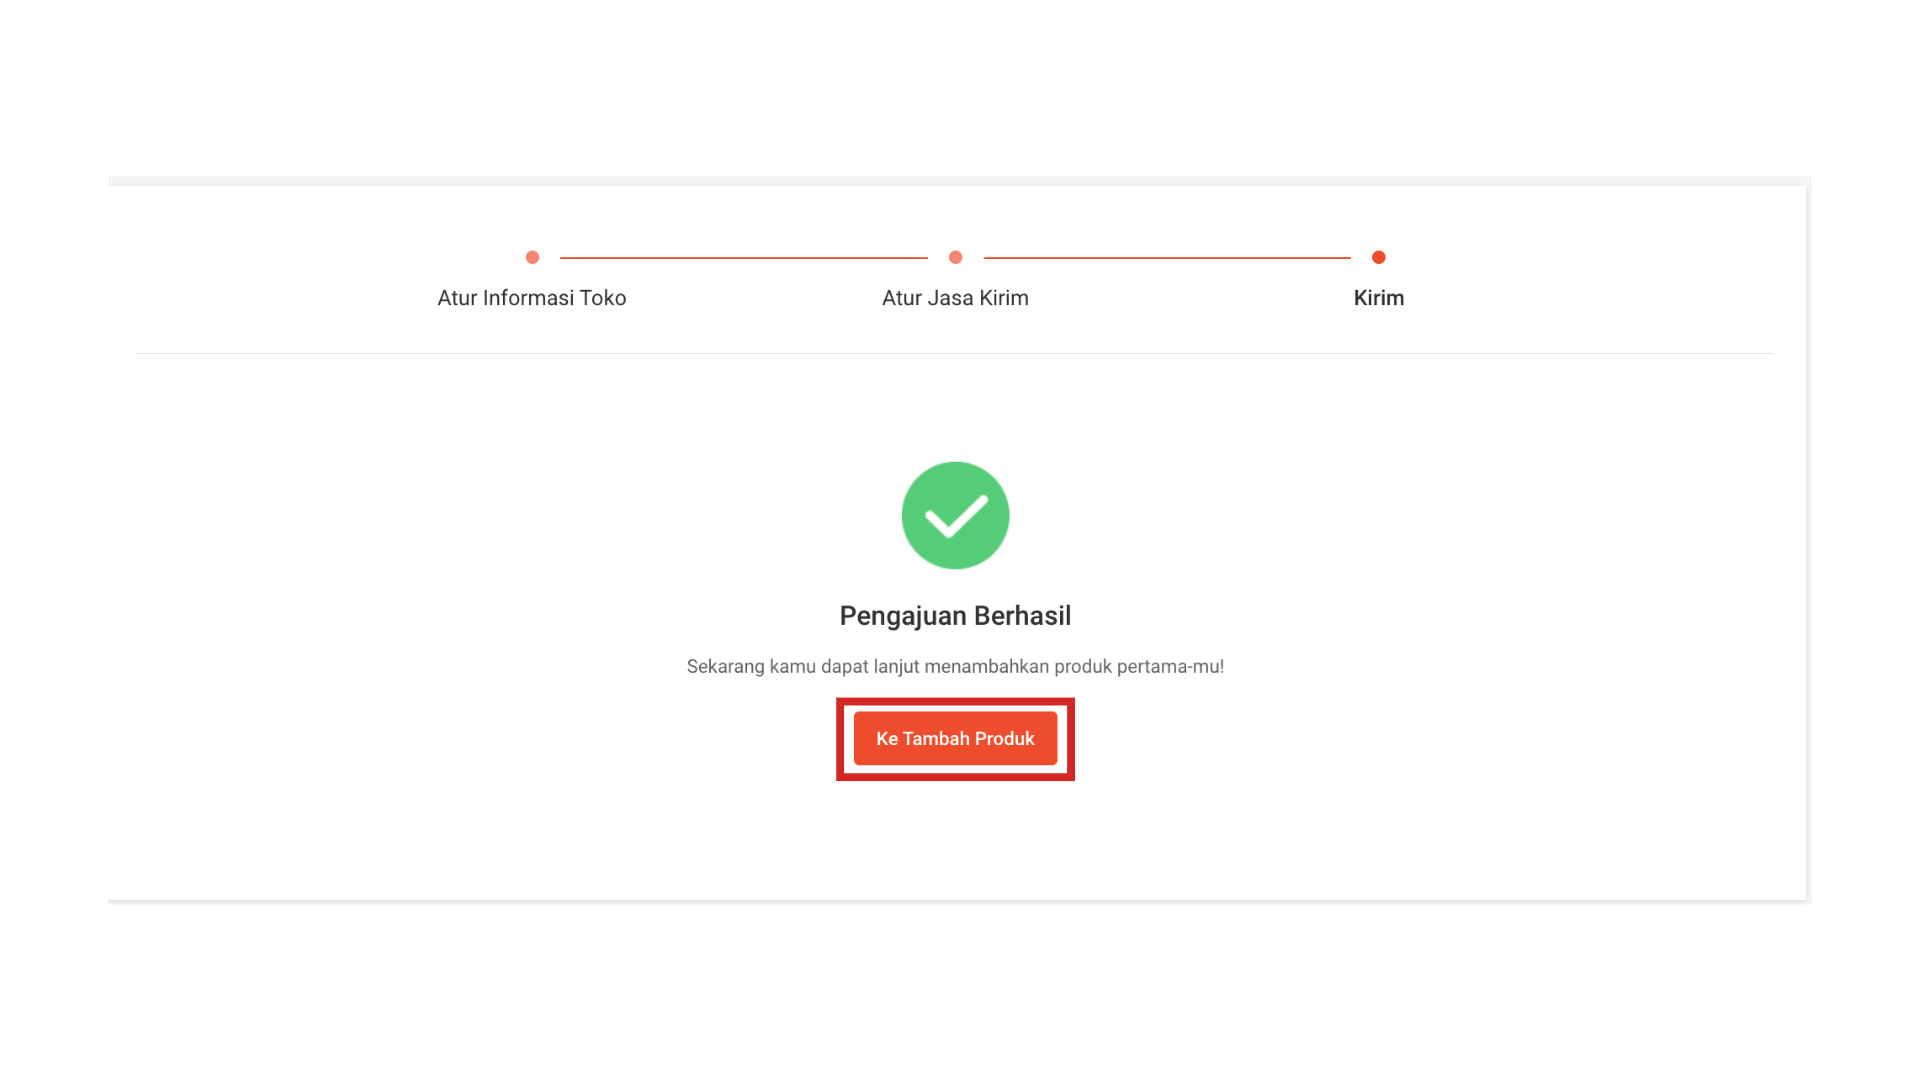 Atur Informasi Toko
Atur Jasa Kirim
Kirim
Pengajuan Berhasil
Sekarang kamu dapat lanjut menambahkan produk pertama-mu!
Ke Tambah Produk